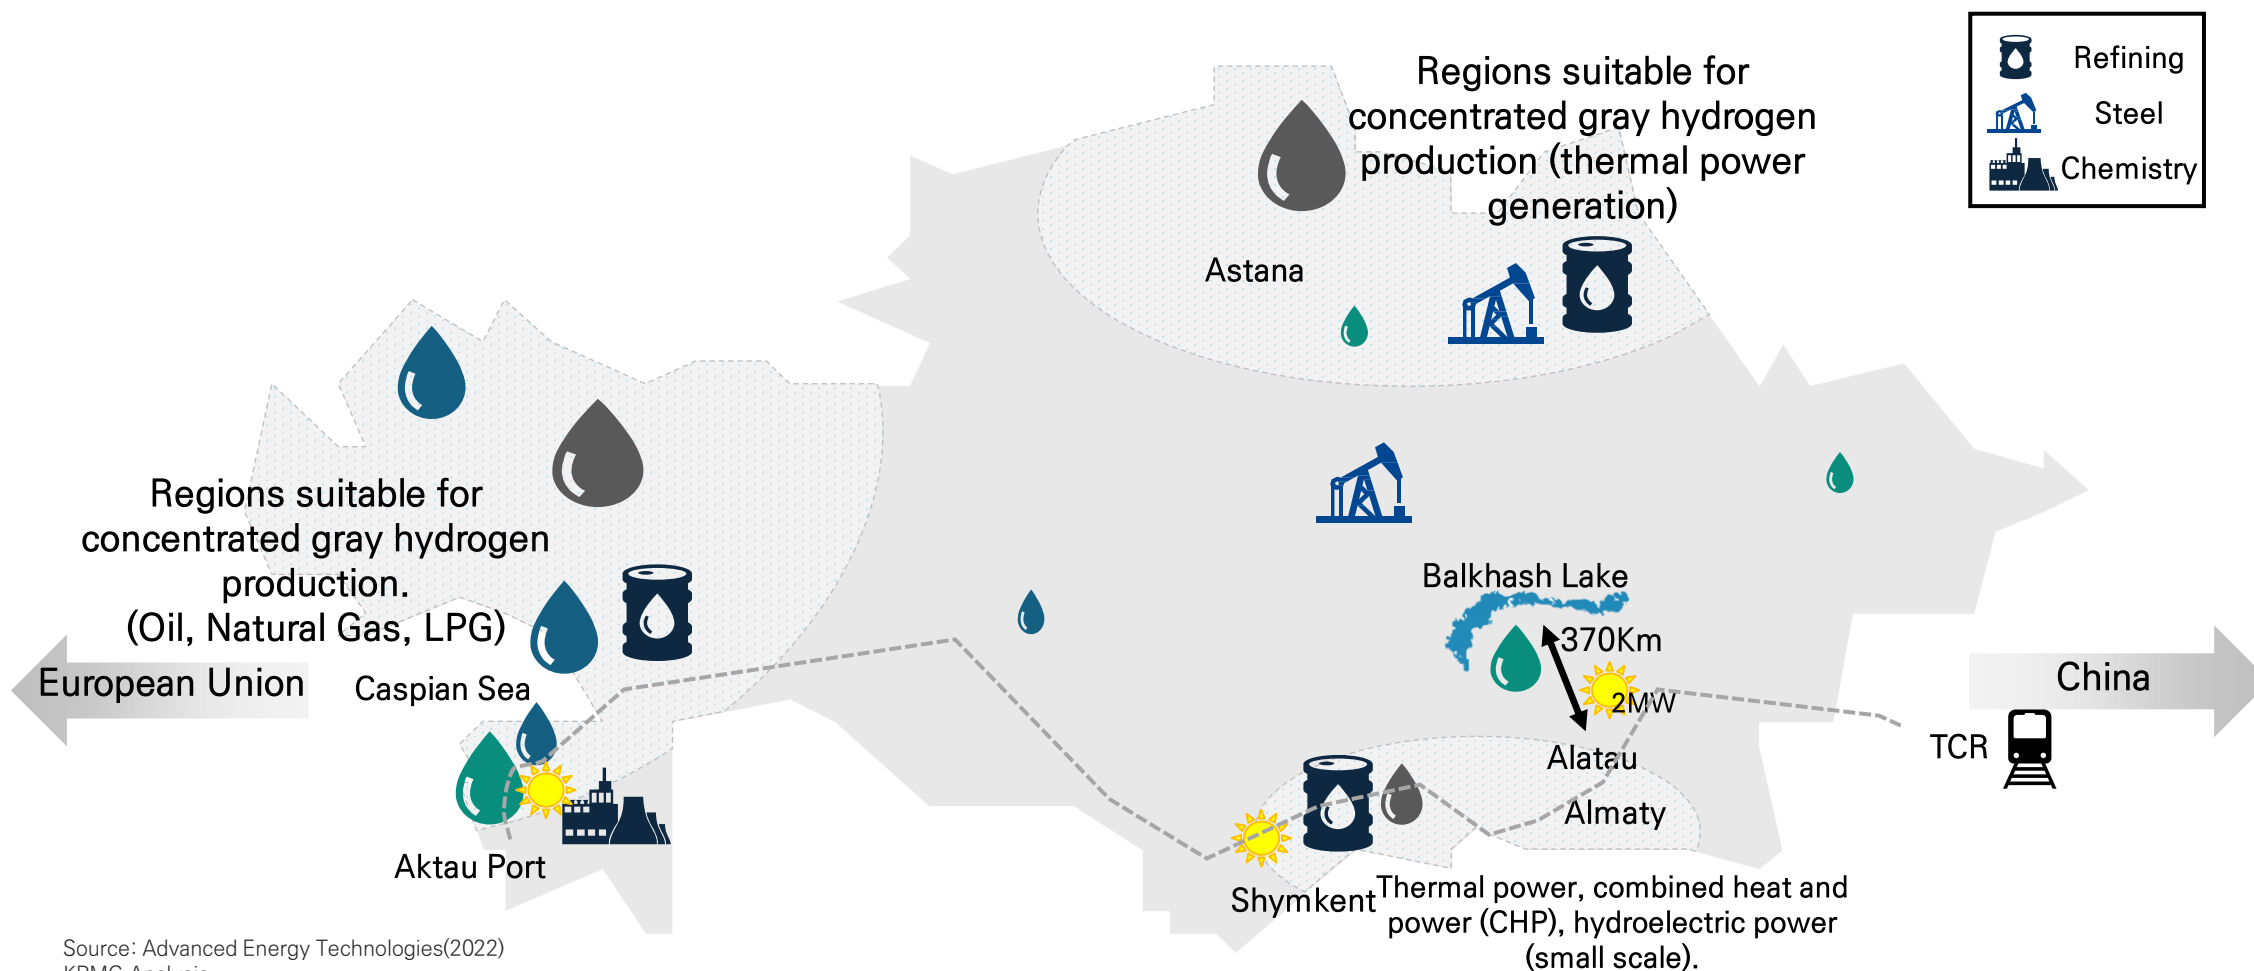 Refining
Steel
Chemistry
Regions suitable for
concentrated gray hydrogen
production (thermal power
generation)
Astana
Regions suitable for
concentrated gray hydrogen
production.
(Oil, Natural Gas, LPG)
European Union
Caspian Sea
Balkhash Lake
370Km
2MW
China
TCR
Alatau
Almaty
Aktau Port
Shymkent
Thermal power, combined heat and
power (CHP), hydroelectric power
(small scale).
Source: Advanced Energy Technologies(2022)
KPMG Analysis